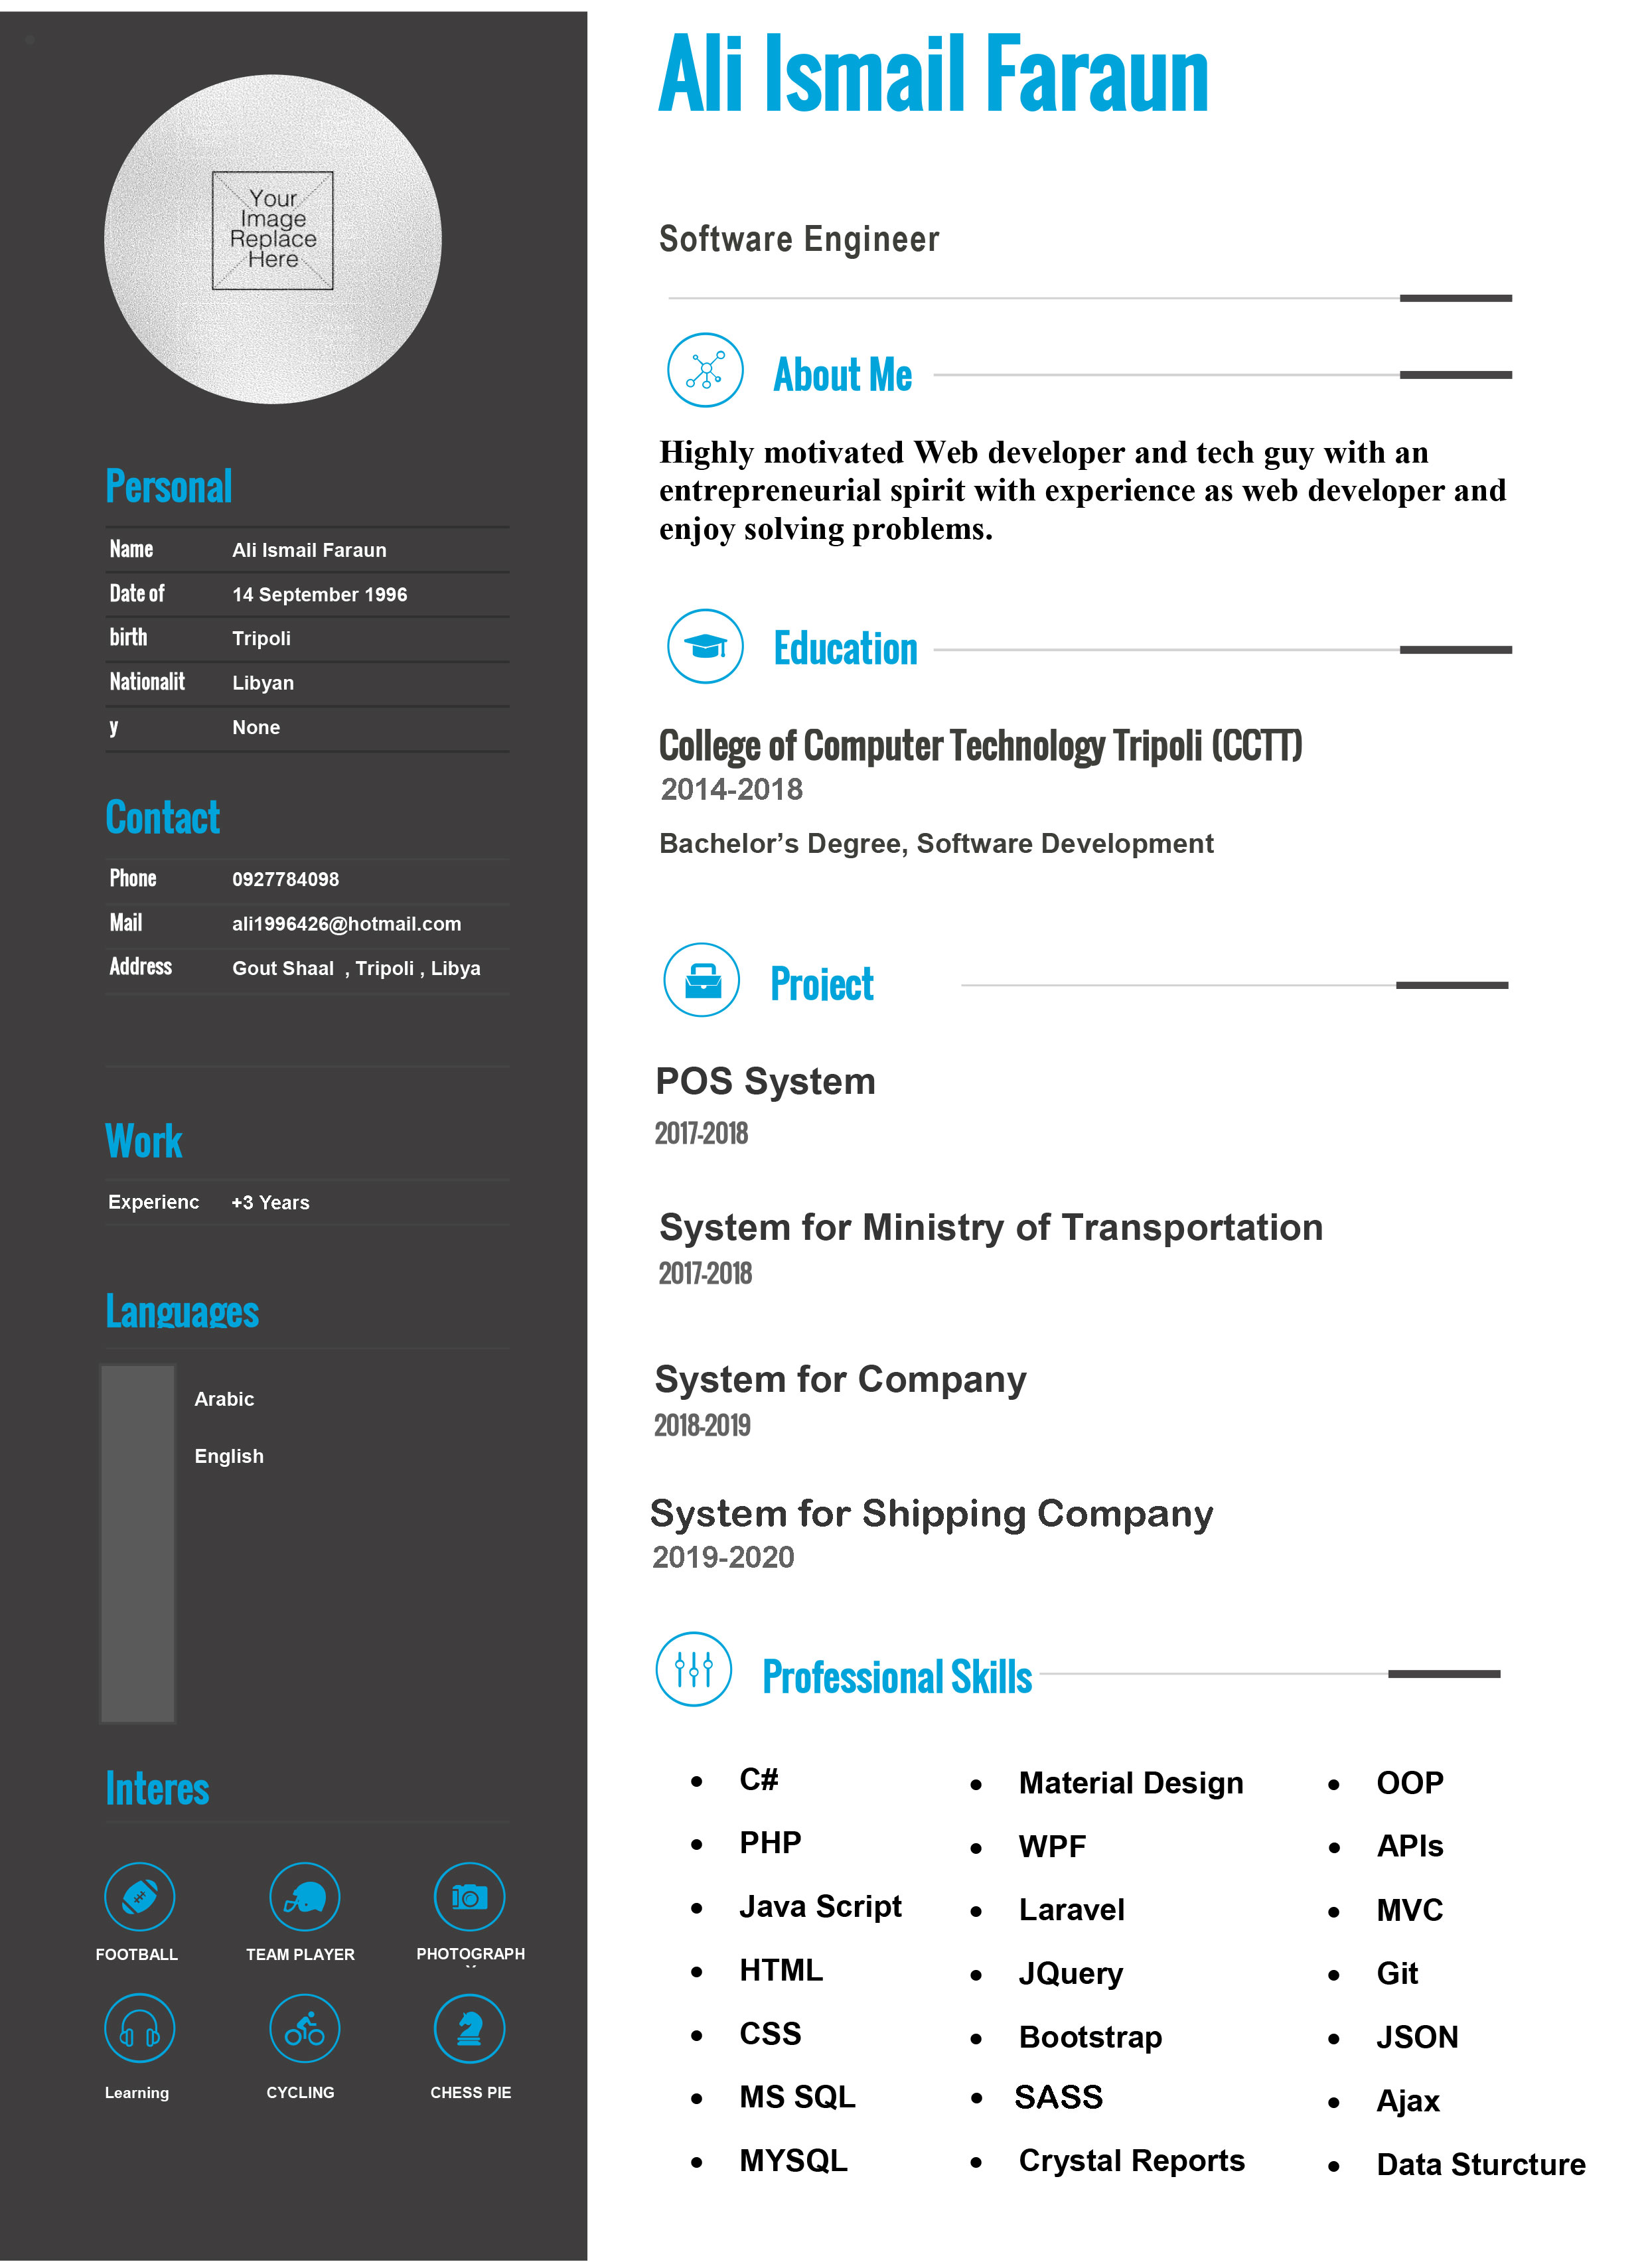 Your
Image
Replace
Here
Personal
Name Ali Ismail Faraun
Date of 14 September 1996
birth Tripoli
Nationalit Libyan
y None
Contact
Phone 0927784098
Mail ali1996426@hotmail.com
Address Gout Shaal , Tripoli , Libya
Work
Experienc +3 Years
Languages
Arabic
English
Interes
FOOTBALL TEAM PLAYER PHOTOGRAPH
Y
Learning CYCLING CHESS PIE
Ali Ismail Faraun
Software Engineer
About Me
Highly motivated Web developer and tech guy with an
entrepreneurial spirit with experience as web developer and
enjoy solving problems.
Education
College of Computer Technology Tripoli (CCTT)
2014-2018
Bachelor’s Degree, Software Development
Project
POS System
2017-2018
System for Ministry of Transportation
2017-2018
System for Company
2018-2019
System for Shipping Company
2019-2020
Professional Skills
• C#
• PHP
• Java Script
• HTML
• CSS
• MS SQL
• MYSQL
• Material Design
• WPF
• Laravel
• JQuery
• Bootstrap
• SASS
• Crystal Reports
• OOP
• APIs
• MVC
• Git
• JSON
• Ajax
• Data Sturcture